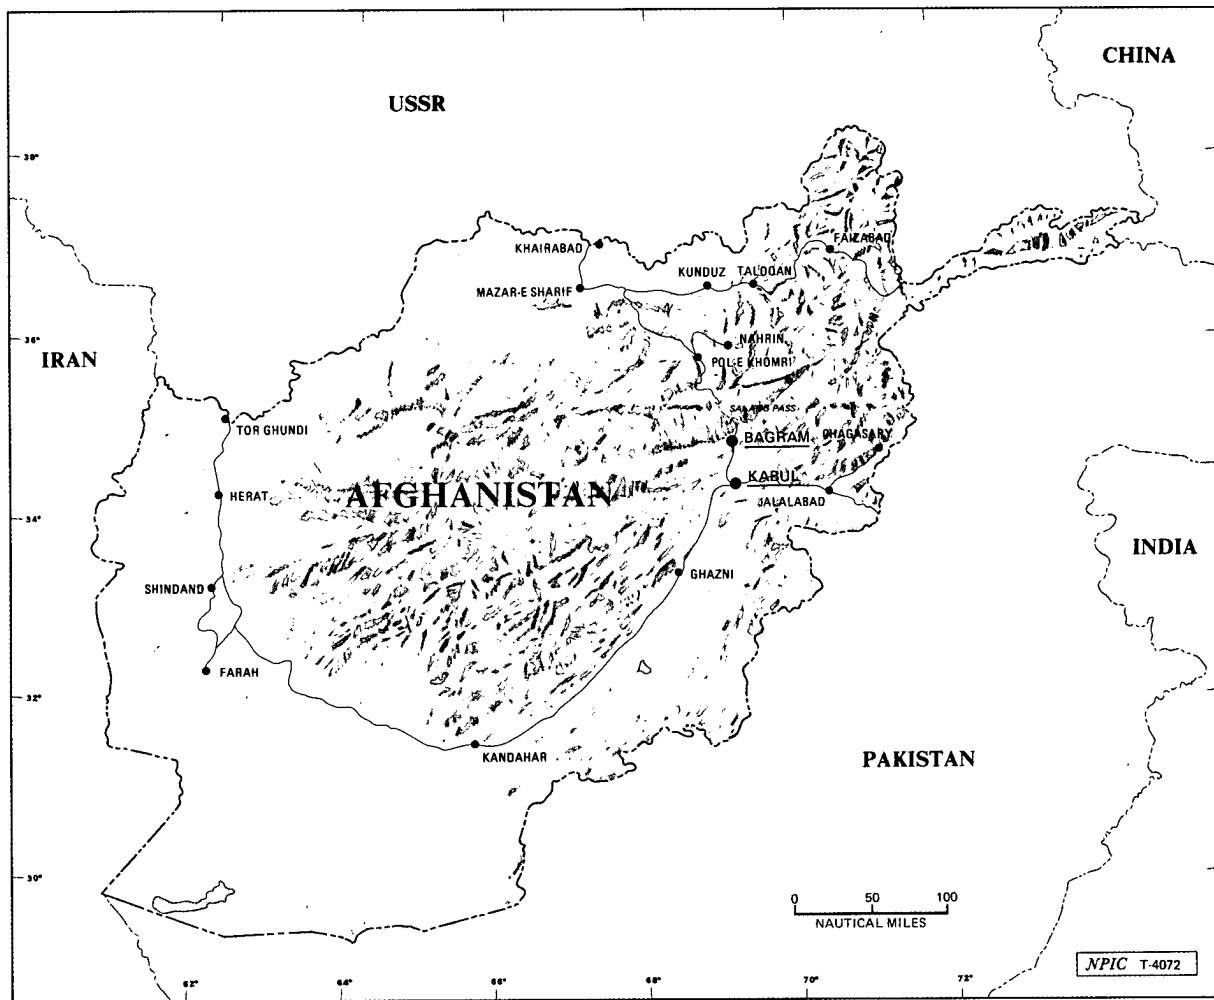 CHINA
USSR
38°
KHAIRABAD
FAIZABAD
KUNDUZ
TALOQAN
MAZAR-E SHARIF
36°
NAHRIN
IRAN
POL-E KHOMRI
SALANG PASS
TOR GHUNDI
BAGRAM
CHAGASARY
KABUL
HERAT
AFGHANISTAN
JALALABAD
34°
INDIA
GHAZNI
SHINDAND
FARAH
32°
KANDAHAR
PAKISTAN
30°
0 50 100
NAUTICAL MILES
NPIC T-4072
62° 64° 66° 68° 70° 72°